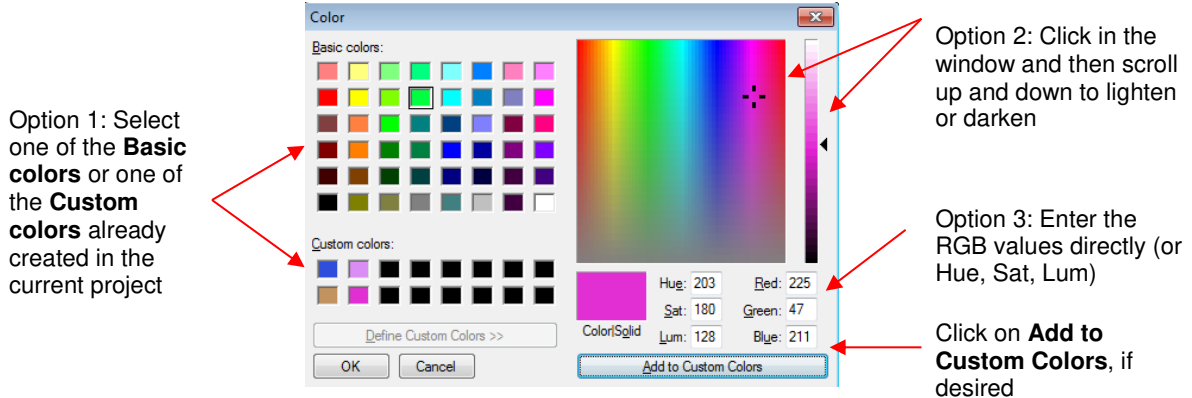 Option 1: Select
one of the Basic
colors or one of
the Custom
colors already
created in the
current project
Color
Basic colors:
Custom colors:
Define Custom Colors >>
OK Cancel
Color|Solid
Hue: 203 Red: 225
Sat: 180 Green: 47
Lum: 128 Blue: 211
Add to Custom Colors
Option 2: Click in the
window and then scroll
up and down to lighten
or darken
Option 3: Enter the
RGB values directly (or
Hue, Sat, Lum)
Click on Add to
Custom Colors, if
desired